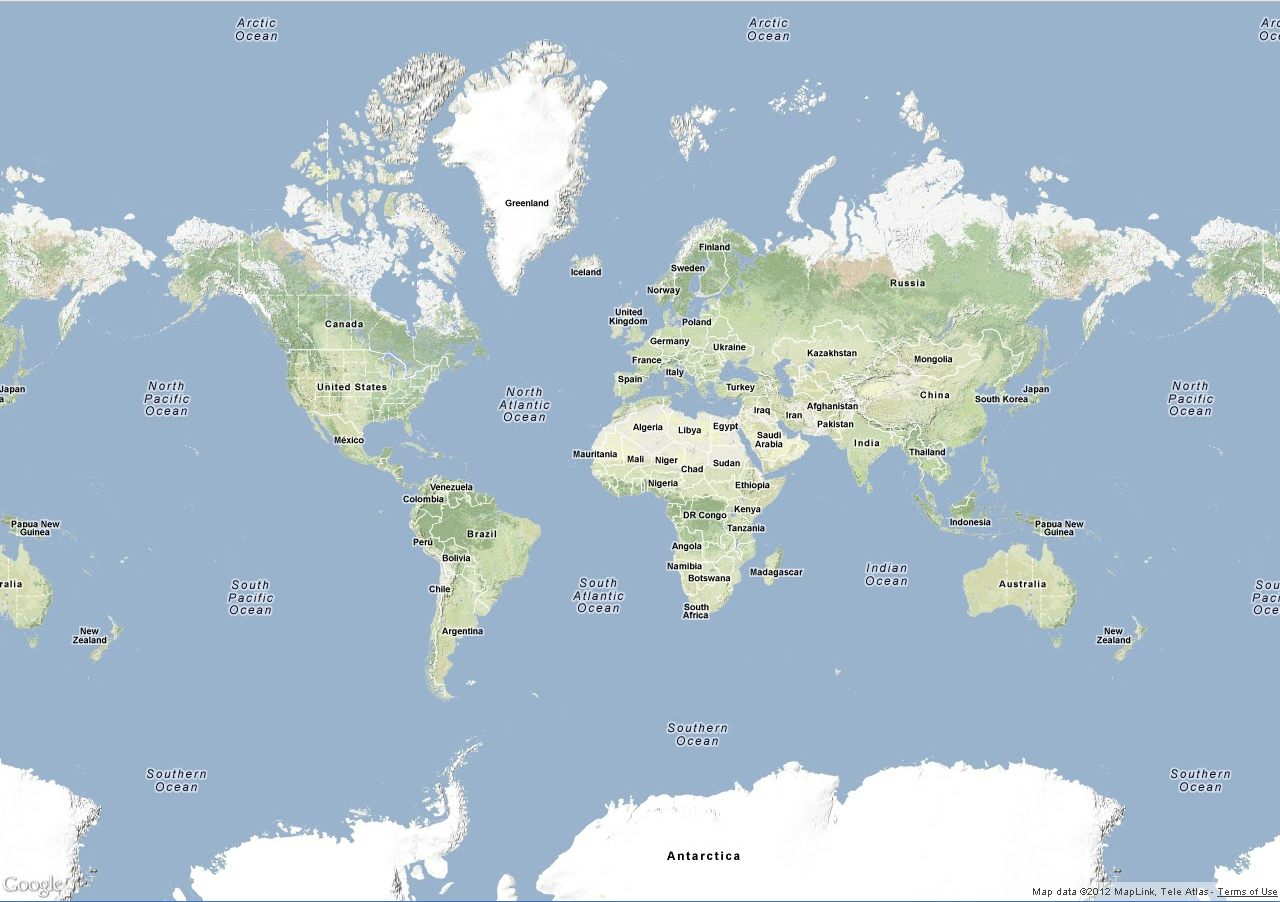 Arctic
Ocean
Arctic
Ocean
Arc
Oc
Greenland
Finland
Iceland
Sweden
Russia
Norway
United
Kingdom
Poland
Canada
Germany
Ukraine
Kazakhstan
Mongolia
France
Italy
Spain
Turkey
Japan
North
Pacific
Ocean
United States
North
Atlantic
Ocean
China
Japan
South Korea
North
Pacific
Ocean
Iraq
Iran
Afghanistan
Pakistan
Algeria
Libya
Egypt
Saudi
Arabia
India
México
Mauritania
Mali
Niger
Chad
Sudan
Thailand
Venezuela
Colombia
Nigeria
Ethiopia
Kenya
DR Congo
Tanzania
Indonesia
Papua New
Guinea
Papua New
Guinea
Perú
Brazil
Bolivia
Angola
Namibia
Botswana
Madagascar
Indian
Ocean
ralia
South
Pacific
Ocean
Chile
South
Atlantic
Ocean
South
Africa
Australia
Sou
Paci
Oce
New
Zealand
Argentina
New
Zealand
Southern
Ocean
Southern
Ocean
Southern
Ocean
Antarctica
Google
Map data ©2012 MapLink, Tele Atlas - Terms of Use